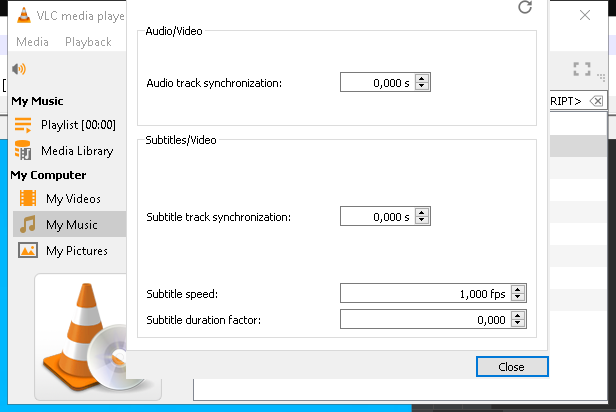 VLC media playe
Media Playback
Audio/Video
Audio track synchronization: 0,000 s
My Music
RIPT>
Playlist [00:00]
Subtitles/Video
Media Library
My Computer
My Videos
My Music
Subtitle track synchronization: 0,000 s
My Pictures
Subtitle speed: 1,000 fps
Subtitle duration factor: 0,000
Close